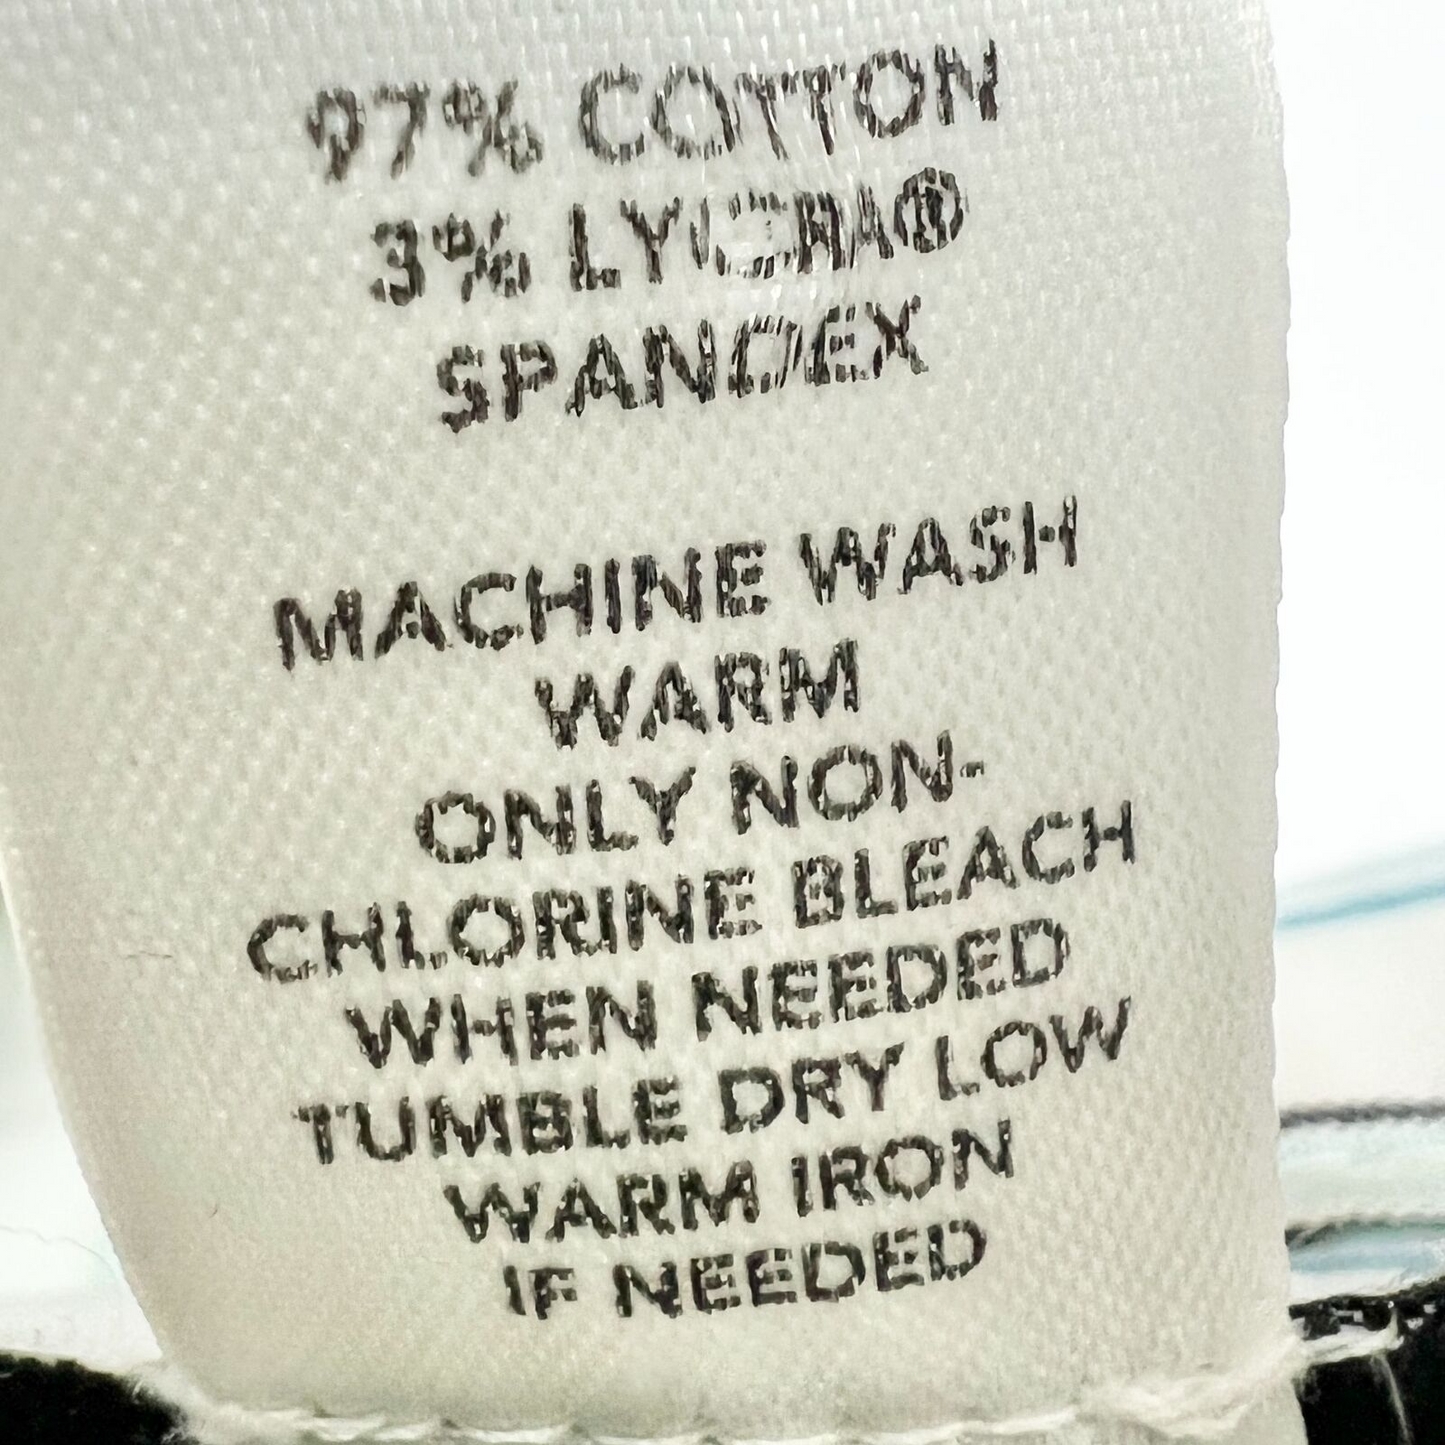 97% COTTON
3% LYCRA®
SPANDEX
MACHINE WASH
WARM
ONLY NON-
CHLORINE BLEACH
WHEN NEEDED
TUMBLE DRY LOW
WARM IRON
IF NEEDED